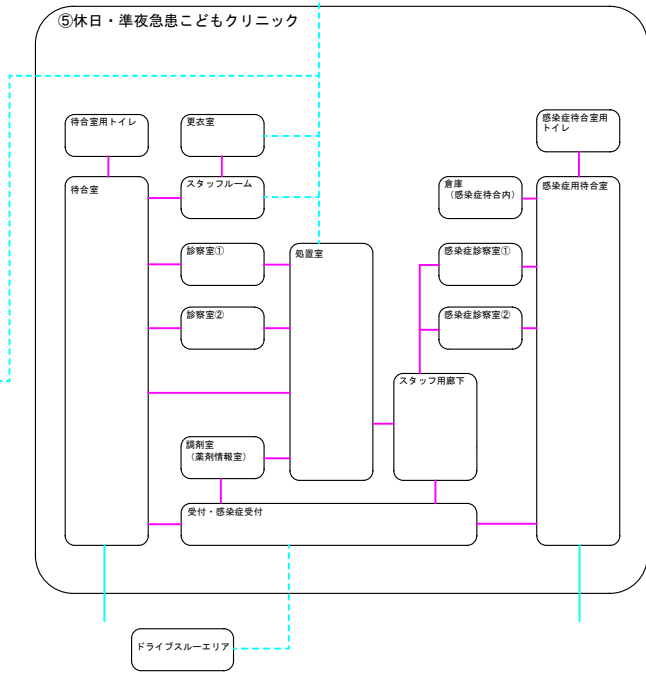 ⑤休日・準夜急患こどもクリニック
待合室用トイレ
更衣室
感染症待合室用
トイレ
待合室
スタッフルーム
倉庫
（感染症待合内）
感染症用待合室
診察室①
処置室
感染症診察室①
診察室②
感染症診察室②
スタッフ用廊下
調剤室
（薬剤情報室）
受付・感染症受付
ドライブスルーエリア